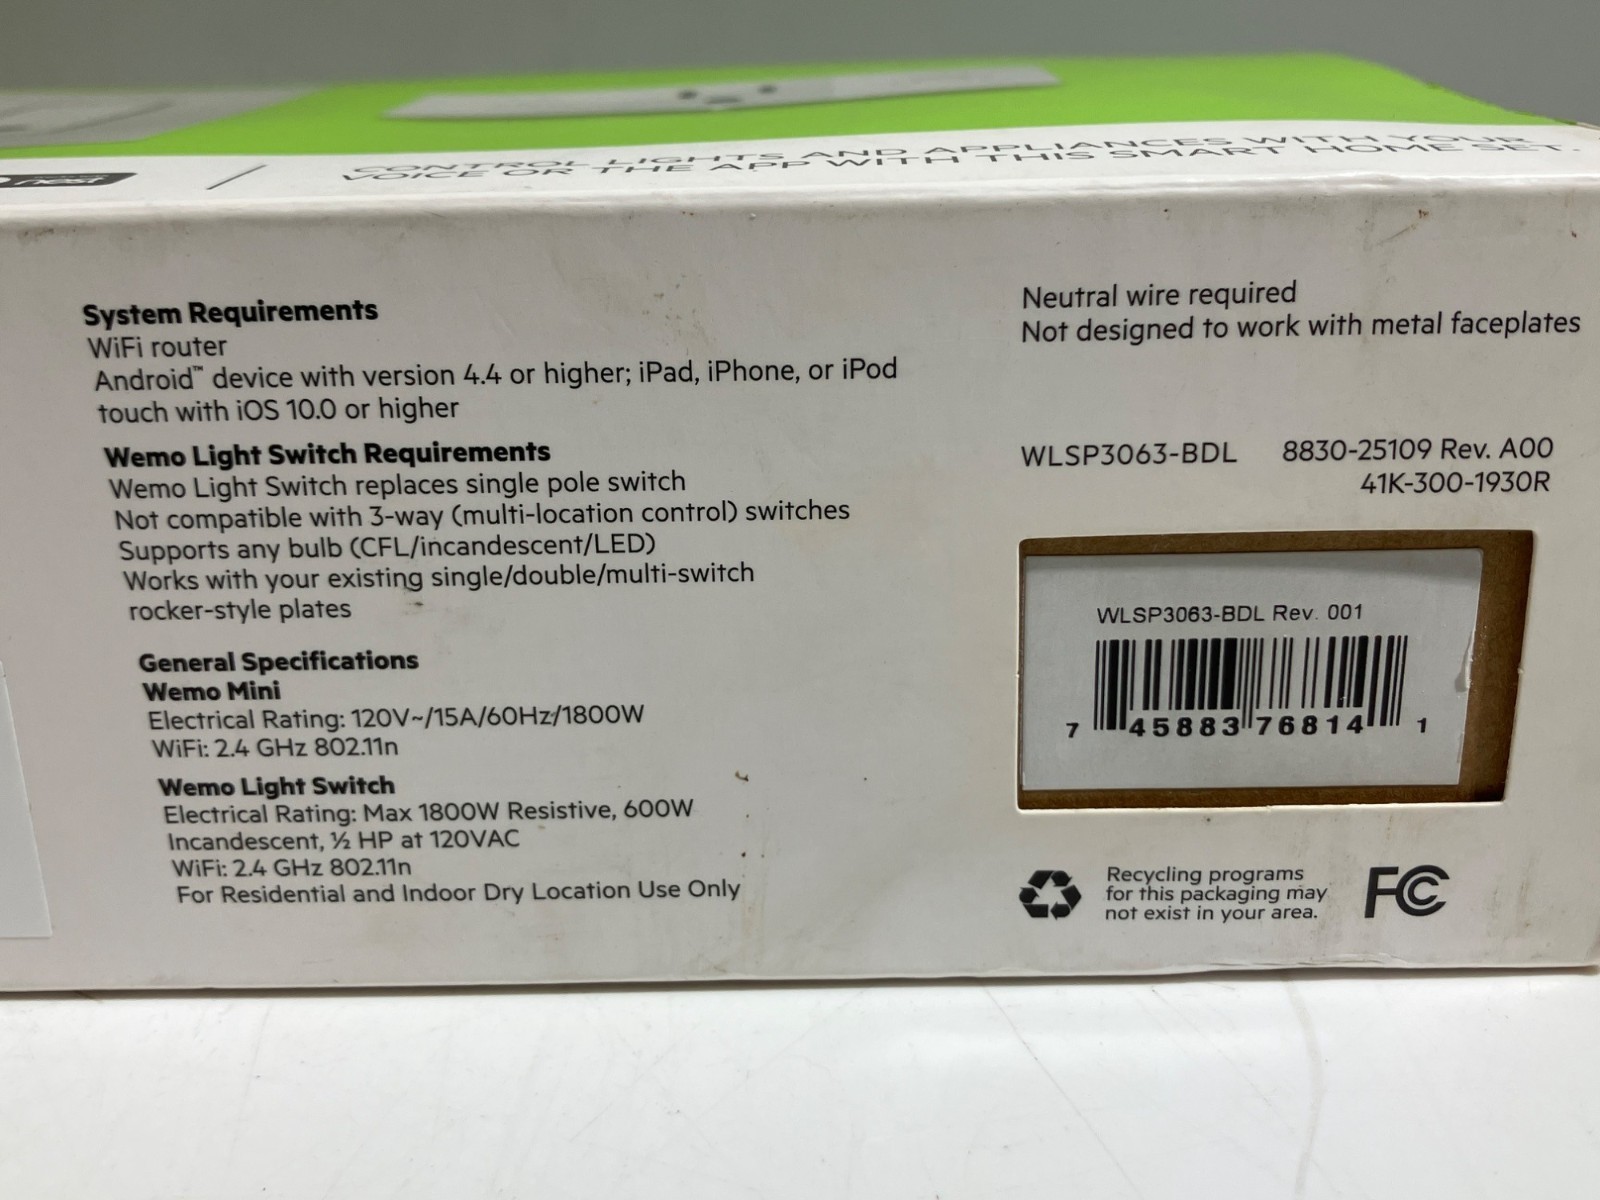 nest
CONTROL LIGHTS AND APPLIANCES WITH YOUR
VOICE OR THE APP WITH THIS SMART HOME SET.
System Requirements
WiFi router
Android™ device with version 4.4 or higher; iPad, iPhone, or iPod
touch with iOS 10.0 or higher
Wemo Light Switch Requirements
Wemo Light Switch replaces single pole switch
Not compatible with 3-way (multi-location control) switches
Supports any bulb (CFL/incandescent/LED)
Works with your existing single/double/multi-switch
rocker-style plates
General Specifications
Wemo Mini
Electrical Rating: 120V~/15A/60Hz/1800W
WiFi: 2.4 GHz 802.11n
Wemo Light Switch
Electrical Rating: Max 1800W Resistive, 600W
Incandescent, ½ HP at 120VAC
WiFi: 2.4 GHz 802.11n
For Residential and Indoor Dry Location Use Only
Neutral wire required
Not designed to work with metal faceplates
WLSP3063-BDL 8830-25109 Rev. A00
41K-300-1930R
WLSP3063-BDL Rev. 001
7 45883 76814 1
Recycling programs
for this packaging may
not exist in your area.
FC